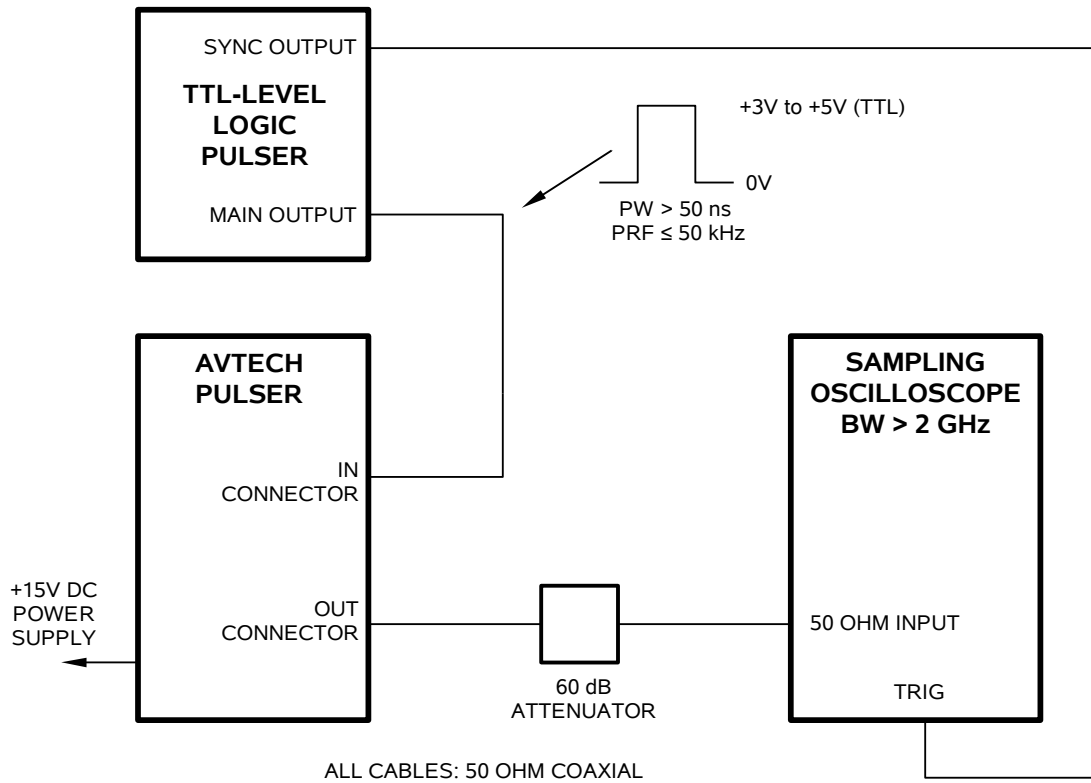 SYNC OUTPUT
TTL-LEVEL
LOGIC
PULSER
MAIN OUTPUT
+3V to +5V (TTL)
0V
PW > 50 ns
PRF ≤ 50 kHz
AVTECH
PULSER
IN
CONNECTOR
OUT
CONNECTOR
+15V DC
POWER
SUPPLY
60 dB
ATTENUATOR
SAMPLING
OSCILLOSCOPE
BW > 2 GHz
50 OHM INPUT
TRIG
ALL CABLES: 50 OHM COAXIAL